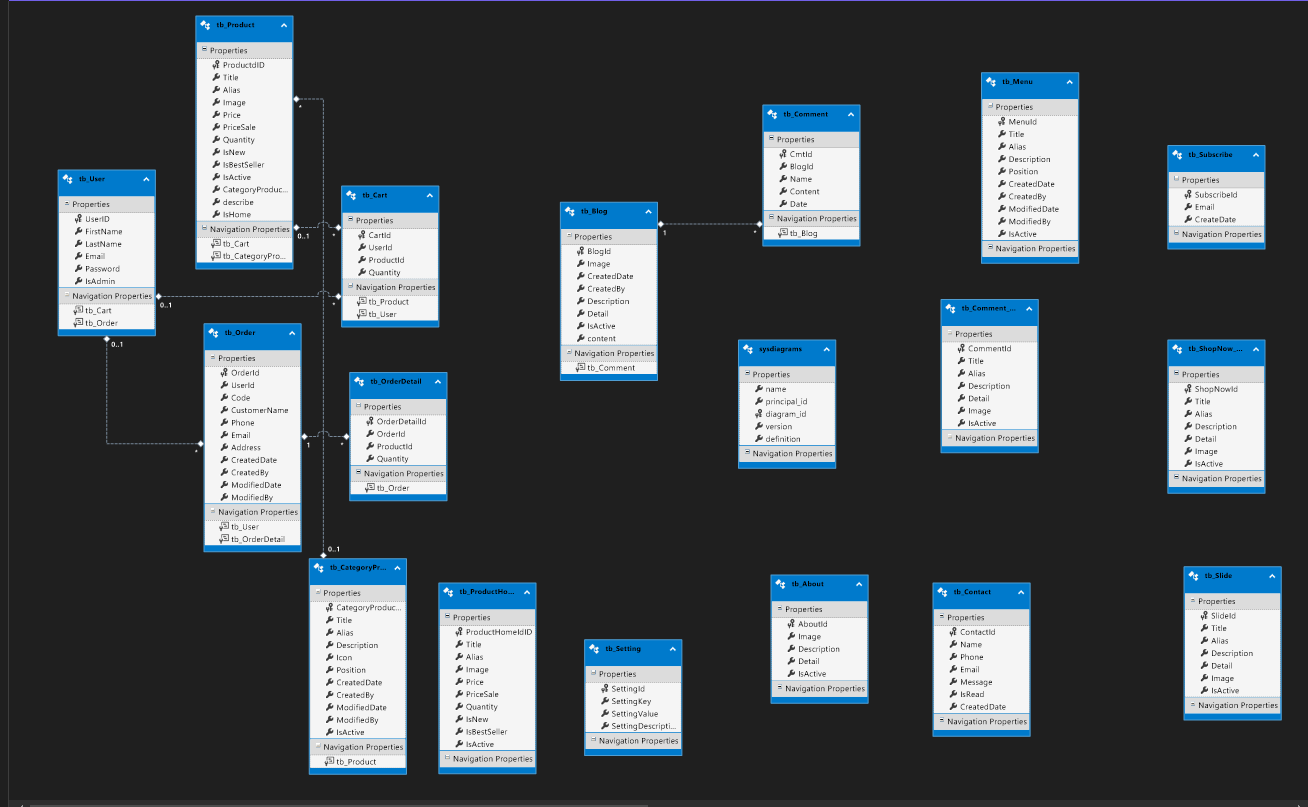 tb_Product
Properties
ProductdID
Title
Alias
Image
Price
PriceSale
Quantity
IsNew
IsBestSeller
IsActive
CategoryProduc...
describe
IsHome
Navigation Properties
tb_Cart
tb_CategoryPro...
*
0..1
*
tb_User
Properties
UserID
FirstName
LastName
Email
Password
IsAdmin
Navigation Properties
tb_Cart
tb_Order
0..1
*
0..1
*
tb_Cart
Properties
CartId
UserId
ProductId
Quantity
Navigation Properties
tb_Product
tb_User
tb_Order
Properties
OrderId
UserId
Code
CustomerName
Phone
Email
Address
CreatedDate
CreatedBy
ModifiedDate
ModifiedBy
Navigation Properties
tb_User
tb_OrderDetail
1
*
tb_OrderDetail
Properties
OrderDetailId
OrderId
ProductId
Quantity
Navigation Properties
tb_Order
0..1
tb_CategoryPr...
Properties
CategoryProduc...
Title
Alias
Description
Icon
Position
CreatedDate
CreatedBy
ModifiedDate
ModifiedBy
IsActive
Navigation Properties
tb_Product
tb_ProductHo...
Properties
ProductHomeIdID
Title
Alias
Image
Price
PriceSale
Quantity
IsNew
IsBestSeller
IsActive
Navigation Properties
tb_Blog
Properties
BlogId
Image
CreatedDate
CreatedBy
Description
Detail
IsActive
content
Navigation Properties
tb_Comment
1
*
tb_Comment
Properties
CmtId
BlogId
Name
Content
Date
Navigation Properties
tb_Blog
sysdiagrams
Properties
name
principal_id
diagram_id
version
definition
Navigation Properties
tb_Setting
Properties
SettingId
SettingKey
SettingValue
SettingDescripti...
Navigation Properties
tb_About
Properties
AboutId
Image
Description
Detail
IsActive
Navigation Properties
tb_Menu
Properties
MenuId
Title
Alias
Description
Position
CreatedDate
CreatedBy
ModifiedDate
ModifiedBy
IsActive
Navigation Properties
tb_Comment_...
Properties
CommentId
Title
Alias
Description
Detail
Image
IsActive
Navigation Properties
tb_Contact
Properties
ContactId
Name
Phone
Email
Message
IsRead
CreatedDate
Navigation Properties
tb_Subscribe
Properties
SubscribeId
Email
CreateDate
Navigation Properties
tb_ShopNow_...
Properties
ShopNowId
Title
Alias
Description
Detail
Image
IsActive
Navigation Properties
tb_Slide
Properties
SlideId
Title
Alias
Description
Detail
Image
IsActive
Navigation Properties